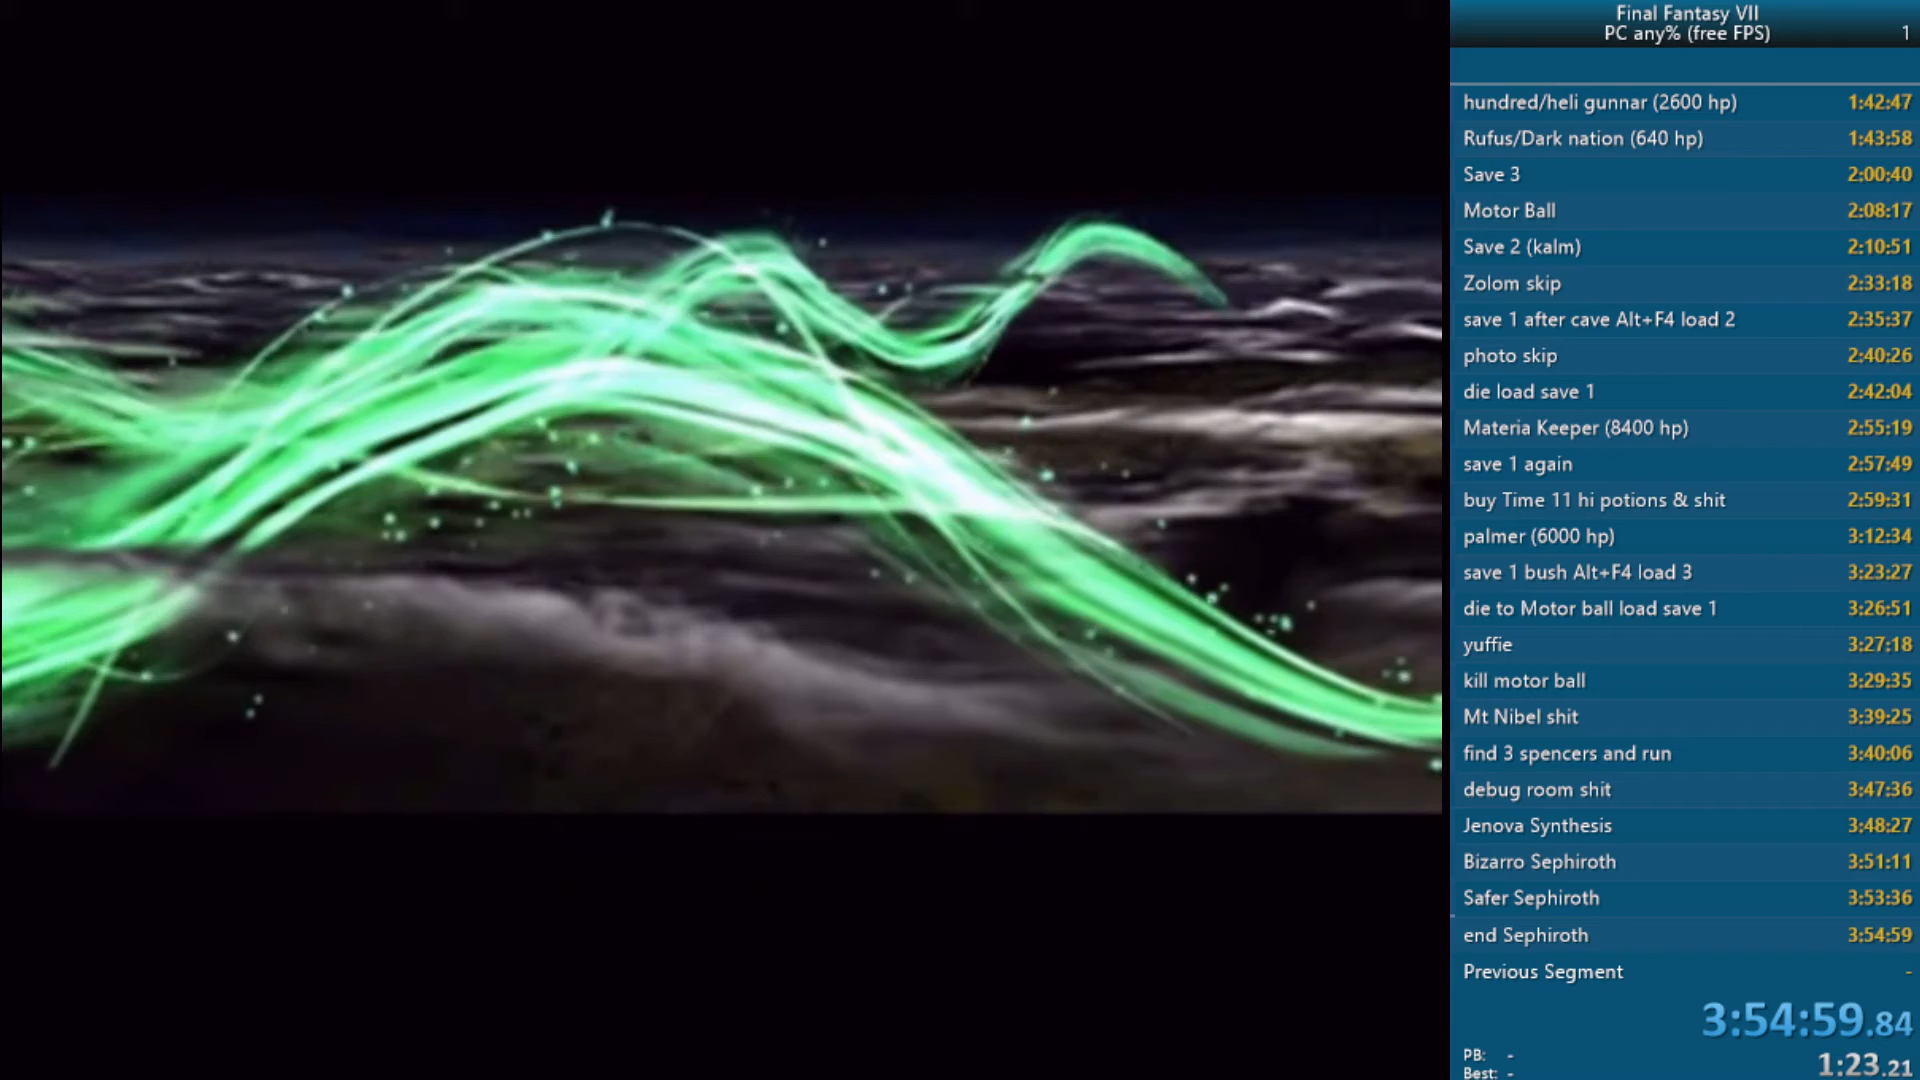 Final Fantasy VII
PC any% (free FPS) 1
hundred/heli gunnar (2600 hp) 1:42:47
Rufus/Dark nation (640 hp) 1:43:58
Save 3 2:00:40
Motor Ball 2:08:17
Save 2 (kalm) 2:10:51
Zolom skip 2:33:18
save 1 after cave Alt+F4 load 2 2:35:37
photo skip 2:40:26
die load save 1 2:42:04
Materia Keeper (8400 hp) 2:55:19
save 1 again 2:57:49
buy Time 11 hi potions & shit 2:59:31
palmer (6000 hp) 3:12:34
save 1 bush Alt+F4 load 3 3:23:27
die to Motor ball load save 1 3:26:51
yuffie 3:27:18
kill motor ball 3:29:35
Mt Nibel shit 3:39:25
find 3 spencers and run 3:40:06
debug room shit 3:47:36
Jenova Synthesis 3:48:27
Bizarro Sephiroth 3:51:11
Safer Sephiroth 3:53:36
end Sephiroth 3:54:59
Previous Segment -
3:54:59.84
PB: -
Best: - 1:23.21